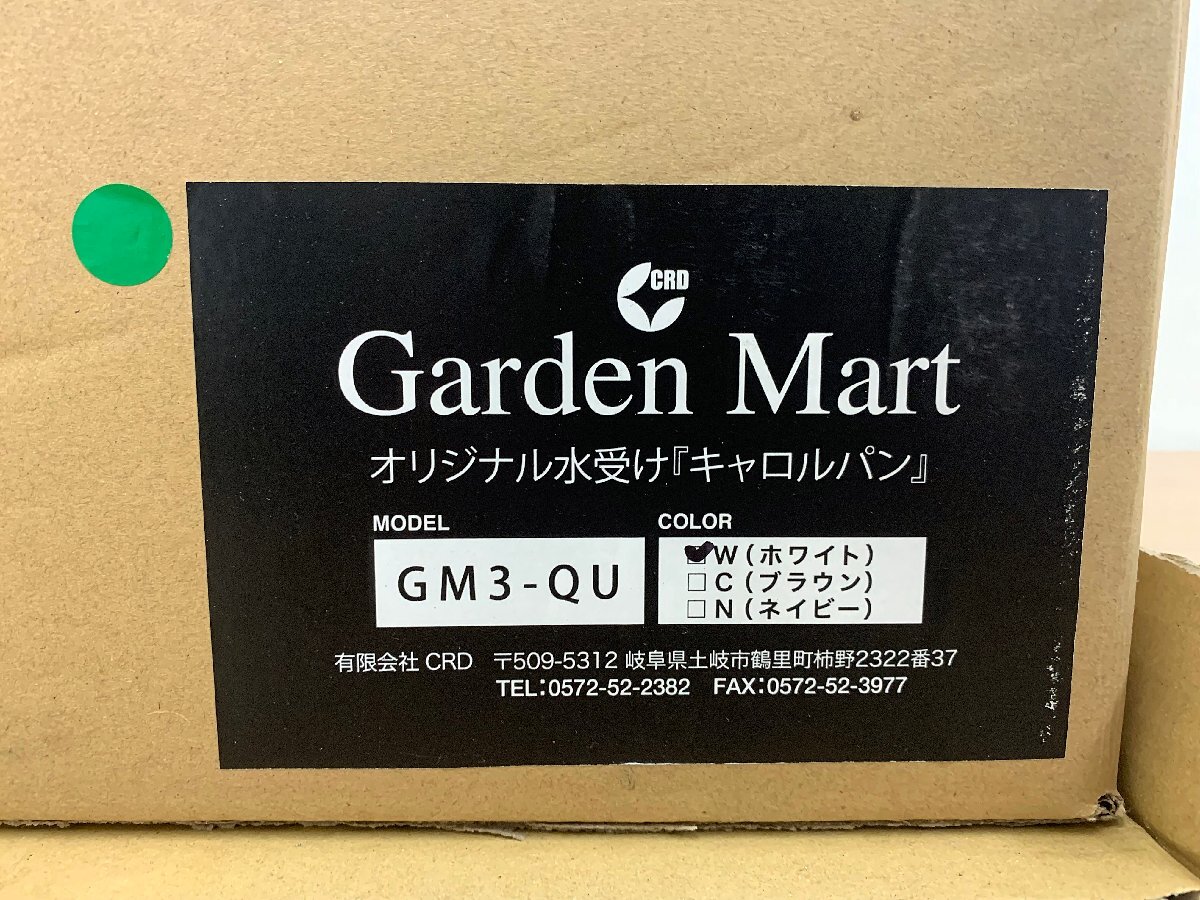 CRD
Garden Mart
オリジナル水受け『キャロルパン』
MODEL
GM3-QU
COLOR
☑W(ホワイト)
□C(ブラウン)
□N(ネイビー)
有限会社 CRD 〒509-5312 岐阜県土岐市鶴里町柿野2322番37
TEL:0572-52-2382 FAX:0572-52-3977